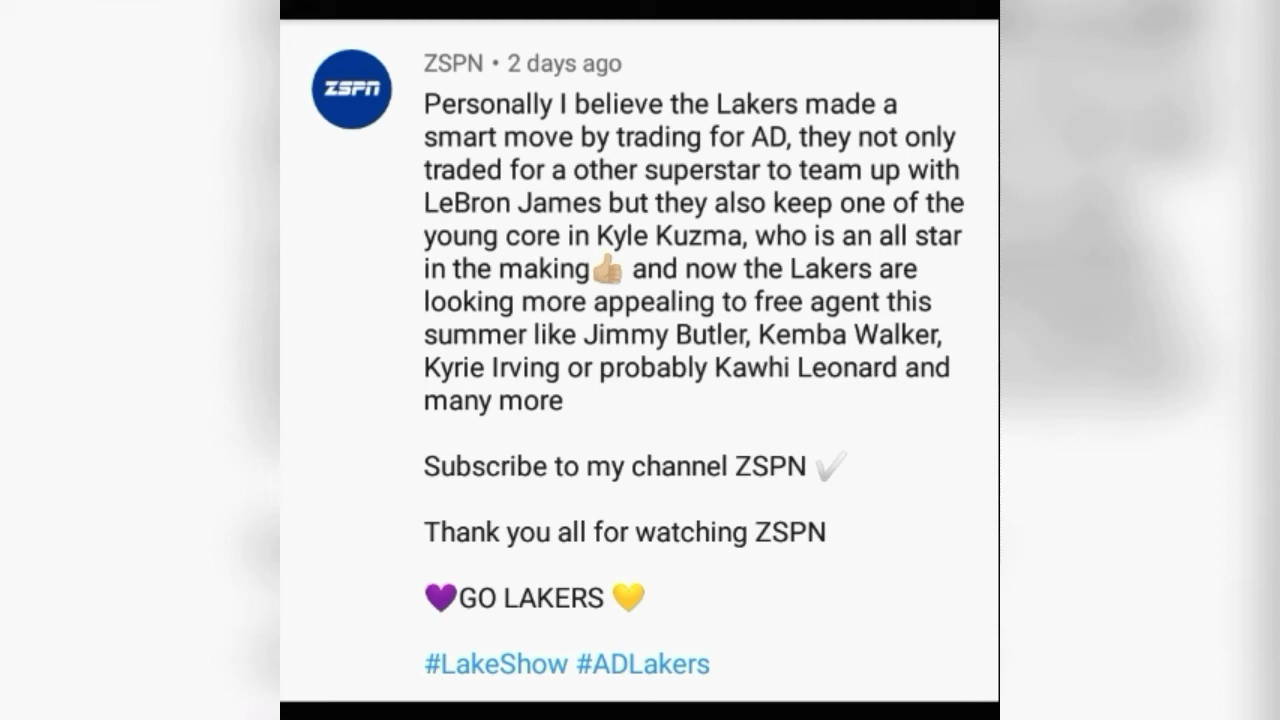 ZSPN
ZSPN • 2 days ago
Personally I believe the Lakers made a
smart move by trading for AD, they not only
traded for a other superstar to team up with
LeBron James but they also keep one of the
young core in Kyle Kuzma, who is an all star
in the making👍🏼 and now the Lakers are
looking more appealing to free agent this
summer like Jimmy Butler, Kemba Walker,
Kyrie Irving or probably Kawhi Leonard and
many more
Subscribe to my channel ZSPN ✔️
Thank you all for watching ZSPN
💜GO LAKERS 💛
#LakeShow #ADLakers